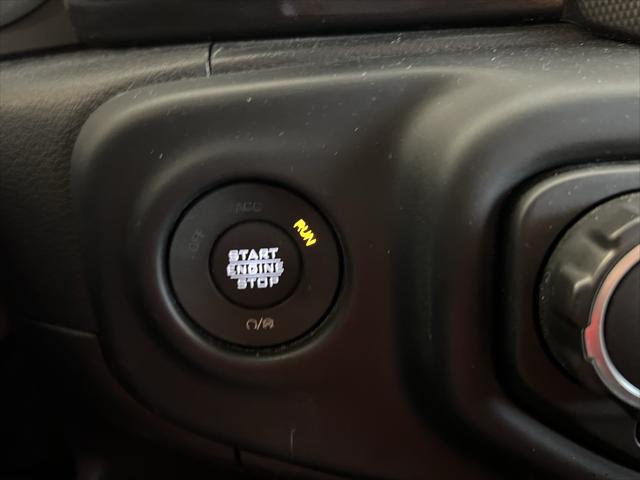 ACC
OFF
RUN
START
ENGINE
STOP